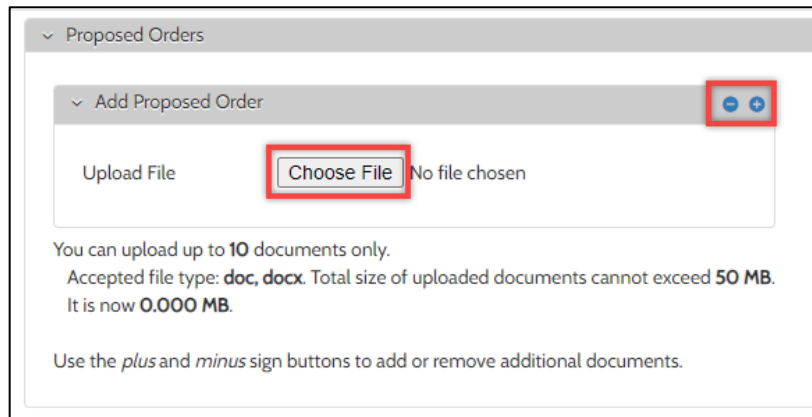 Proposed Orders
Add Proposed Order
Upload File Choose File No file chosen
You can upload up to 10 documents only.
Accepted file type: doc, docx. Total size of uploaded documents cannot exceed 50 MB.
It is now 0.000 MB.
Use the plus and minus sign buttons to add or remove additional documents.